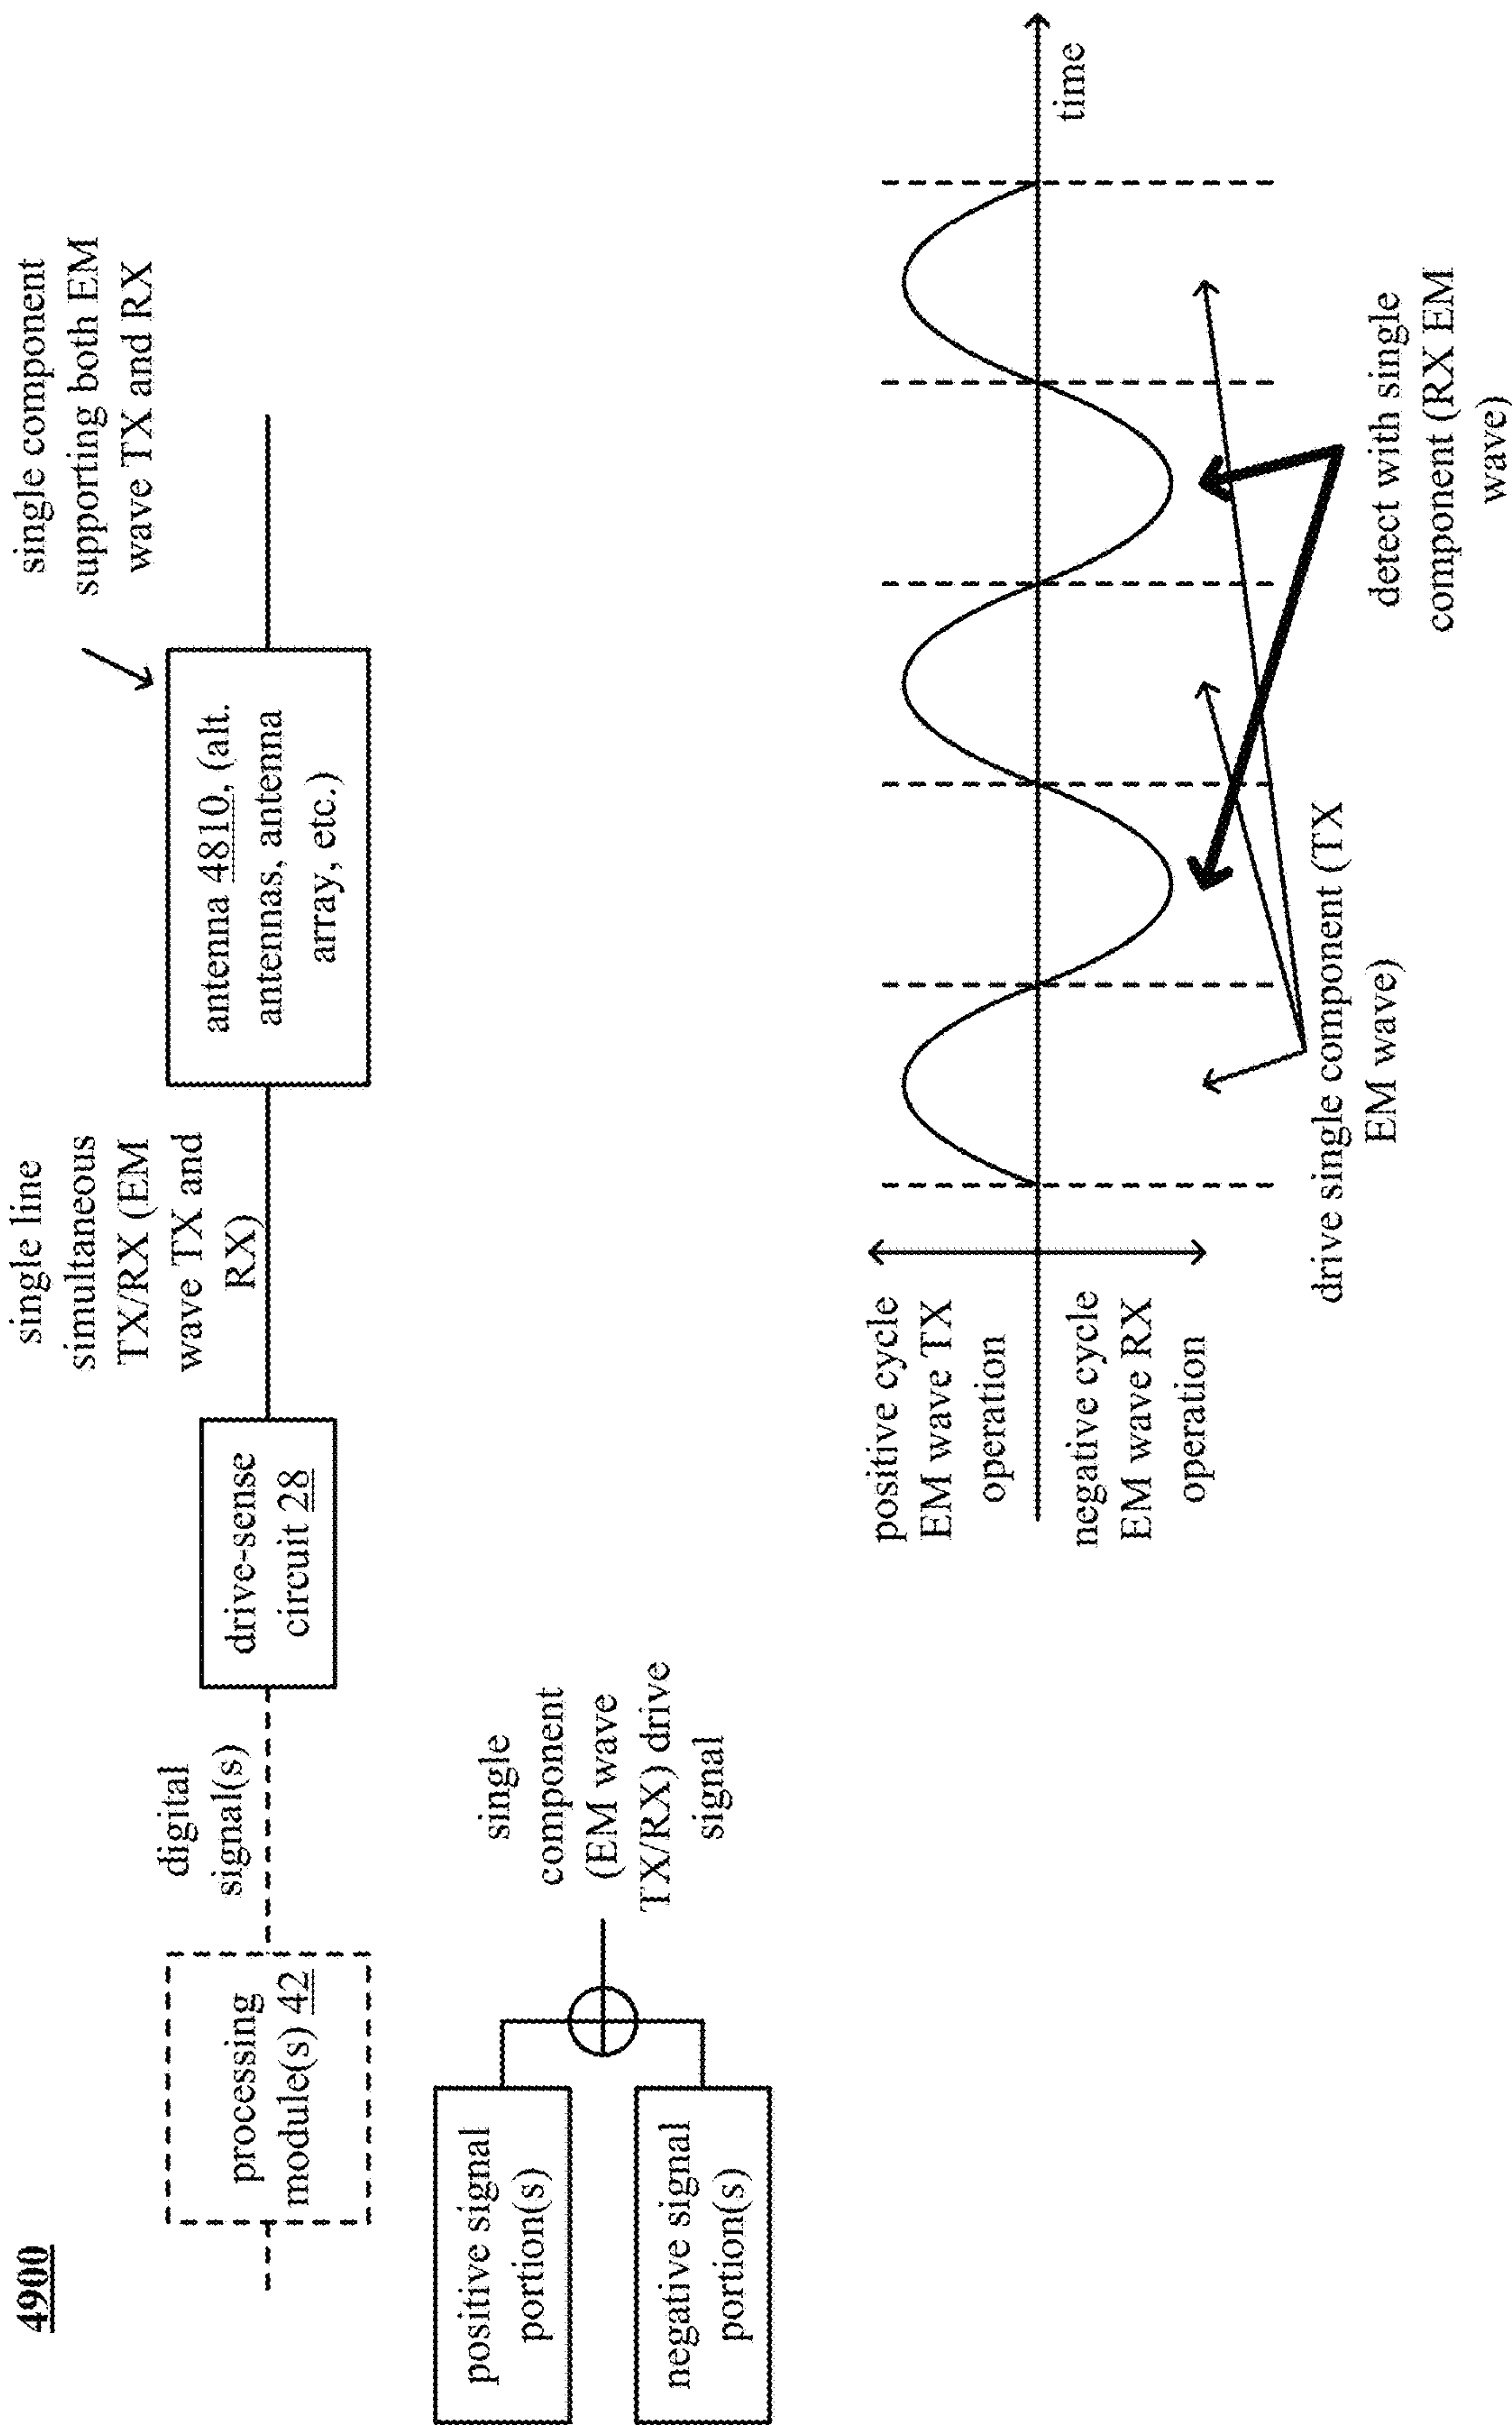 4900
processing
module(s) 42
digital
signal(s)
drive-sense
circuit 28
single line
simultaneous
TX/RX (EM
wave TX and
RX)
antenna 4810, (alt.
antennas, antenna
array, etc.)
single component
supporting both EM
wave TX and RX
positive signal
portion(s)
negative signal
portion(s)
single
component
(EM wave
TX/RX) drive
signal
positive cycle
EM wave TX
operation
negative cycle
EM wave RX
operation
time
drive single component (TX
EM wave)
detect with single
component (RX EM
wave)